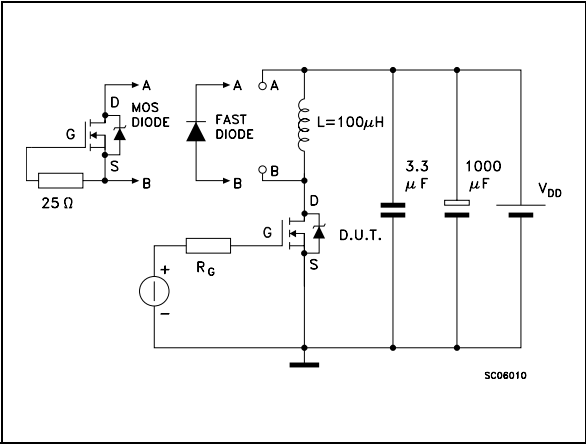 A
D
MOS
DIODE
G
S
B
25 Ω
A
FAST
DIODE
B
A
L=100μH
B
D
G
D.U.T.
S
RG
+
−
3.3
μF
1000
μF
VDD
SC06010